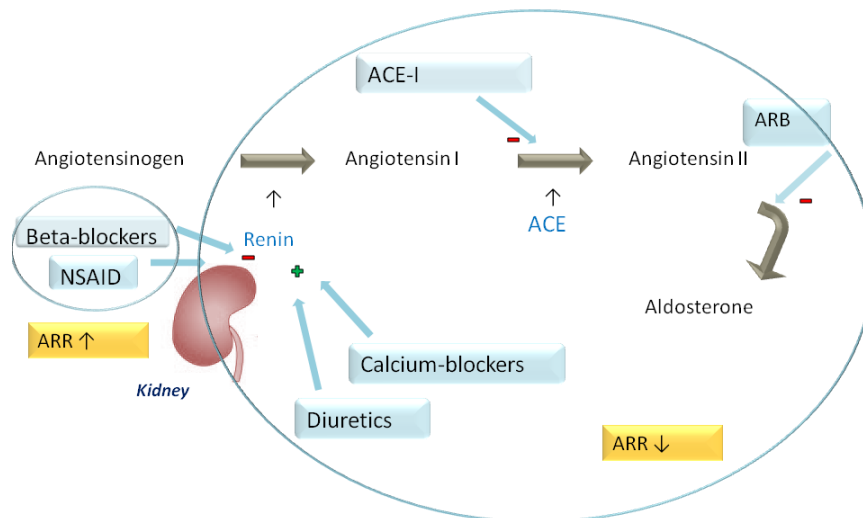 ACE-I
ARB
Angiotensinogen
Angiotensin I
Angiotensin II
↑
↑
Beta-blockers
Renin
ACE
NSAID
Aldosterone
ARR ↑
Calcium-blockers
Kidney
Diuretics
ARR ↓